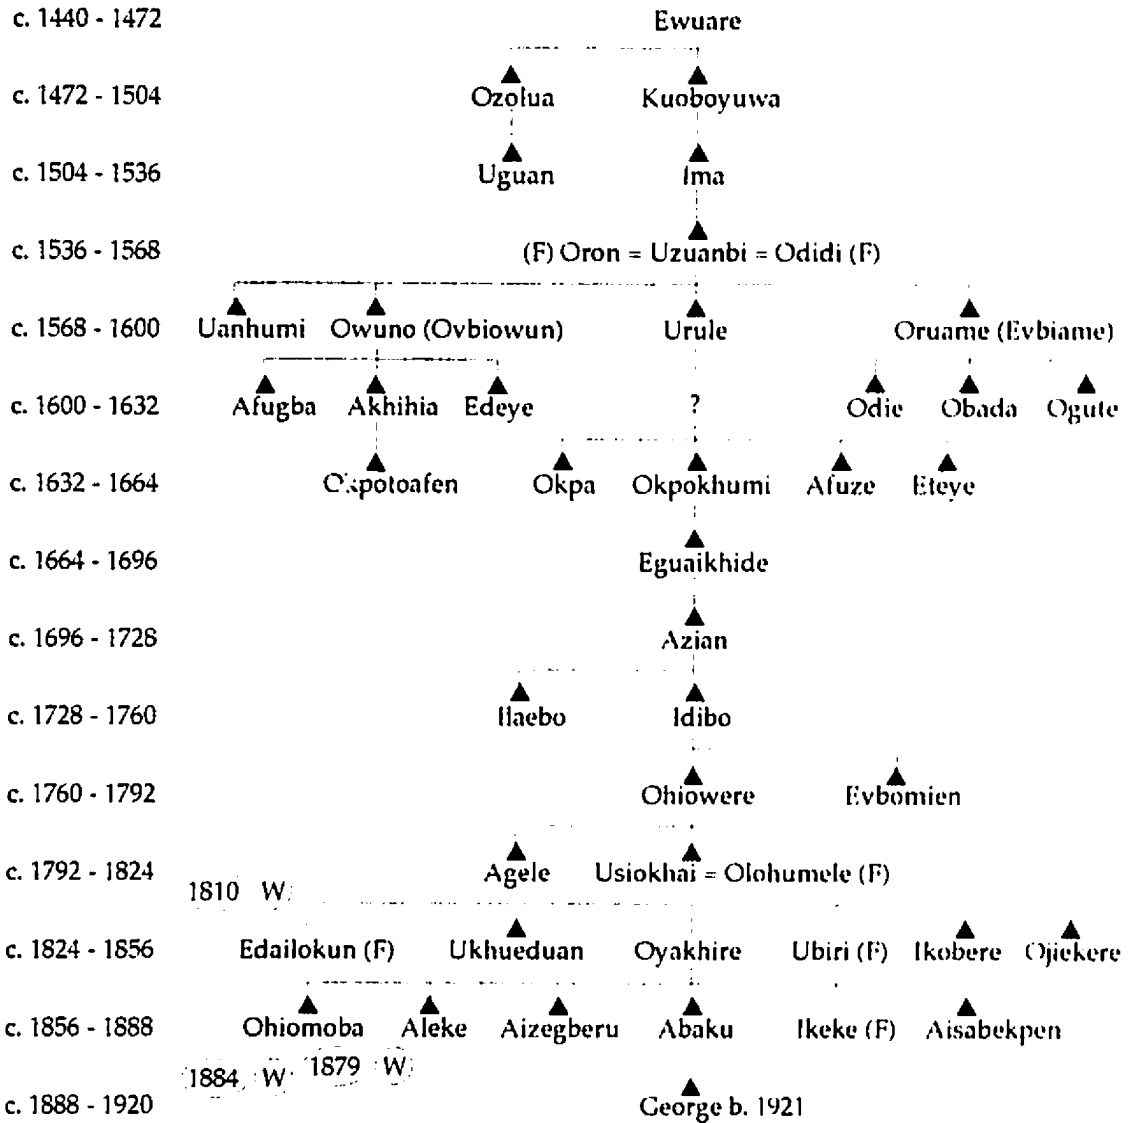 c. 1440 - 1472 Ewuare
c. 1472 - 1504 Ozolua Kuoboyuwa
c. 1504 - 1536 Uguan Ima
c. 1536 - 1568 (F) Oron = Uzuanbi = Odidi (F)
c. 1568 - 1600 Uanhumi Owuno (Ovbiowun) Urule Oruame (Evbiame)
c. 1600 - 1632 Afugba Akhihia Edeye ? Odie Obada Ogute
c. 1632 - 1664 Okpotoafen Okpa Okpokhumi Afuze Eteye
c. 1664 - 1696 Eguaikhide
c. 1696 - 1728 Azian
c. 1728 - 1760 Ilaebo Idibo
c. 1760 - 1792 Ohiowere Evbomien
c. 1792 - 1824 Agele Usiokhai = Olohumele (F)
1810 W
c. 1824 - 1856 Edailokun (F) Ukhueduan Oyakhire Ubiri (F) Ikobere Ojiekere
c. 1856 - 1888 Ohiomoba Aleke Aizegberu Abaku Ikeke (F) Aisabekpen
1884 W 1879 W
c. 1888 - 1920 George b. 1921